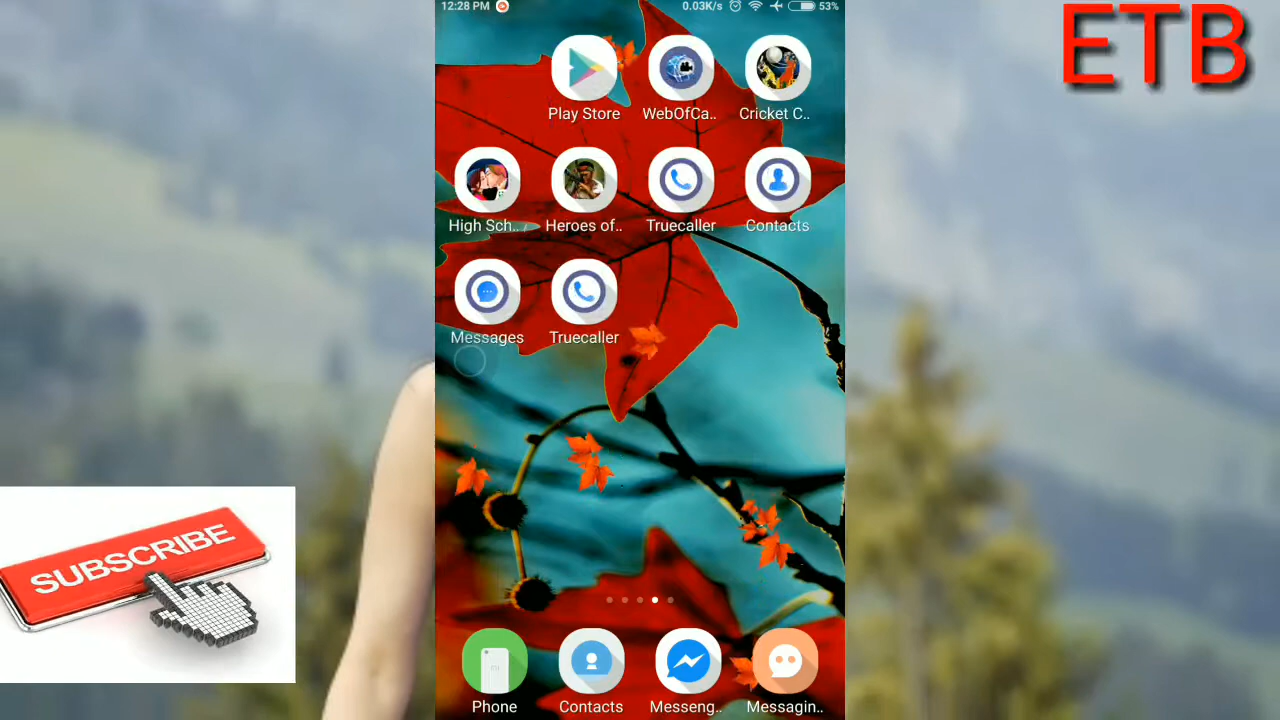 12:28 PM 0.03K/s 53%
ETB
Play Store WebOfCa.. Cricket C..
High Sch.. Heroes of.. Truecaller Contacts
Messages Truecaller
SUBSCRIBE
MI
Phone Contacts Messeng.. Messagin..